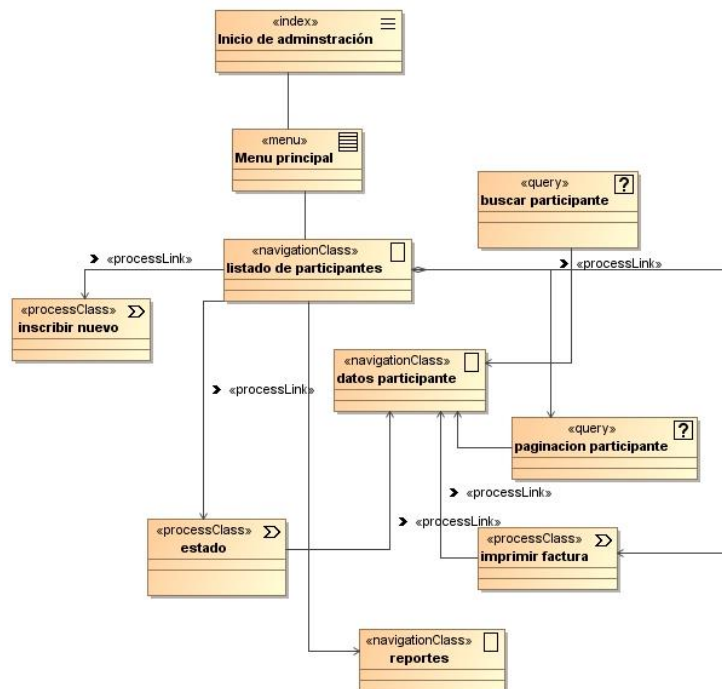 «index»
Inicio de adminstración
«menu»
Menu principal
«query»
buscar participante
«navigationClass»
listado de participantes
«processLink»
«processLink»
«processClass»
inscribir nuevo
«navigationClass»
datos participante
«processLink»
«query»
paginacion participante
«processLink»
«processLink»
«processClass»
estado
«processClass»
imprimir factura
«navigationClass»
reportes